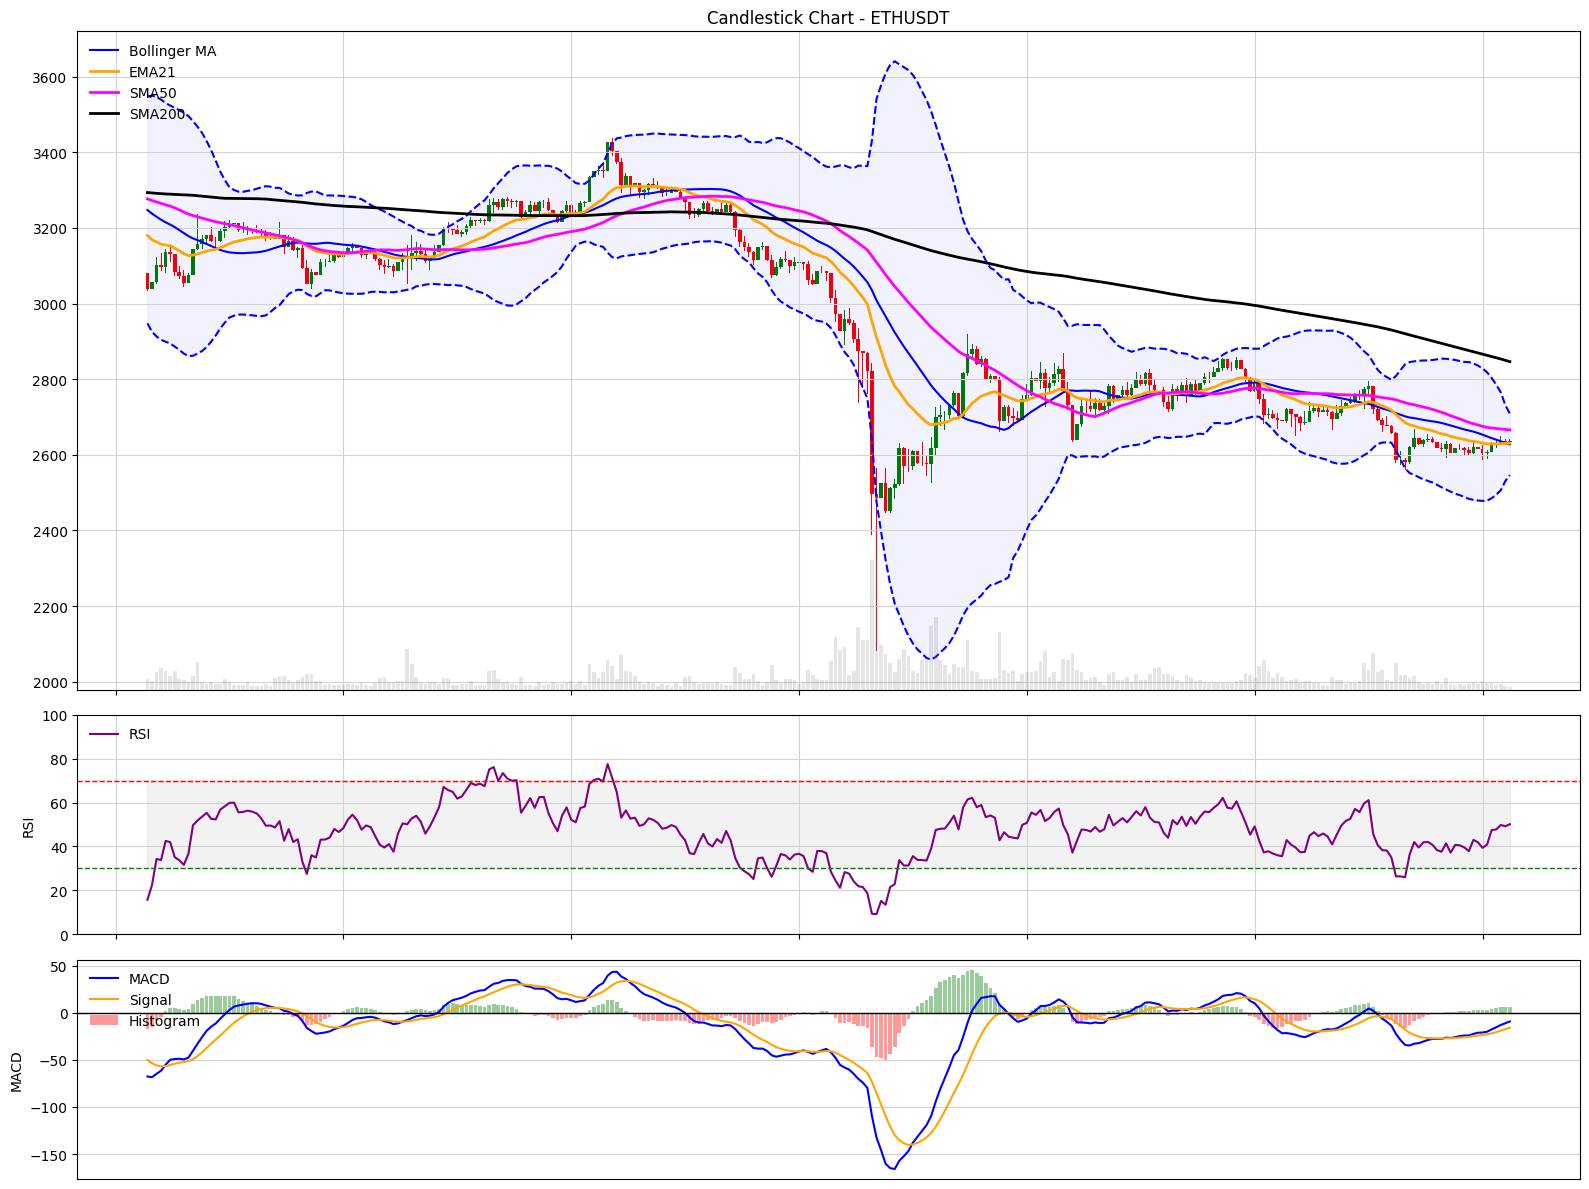 Candlestick Chart - ETHUSDT
Bollinger MA
EMA21
SMA50
SMA200
3600
3400
3200
3000
2800
2600
2400
2200
2000
RSI
100
80
60
40
20
0
RSI
MACD
Signal
Histogram
50
0
−50
−100
−150
MACD